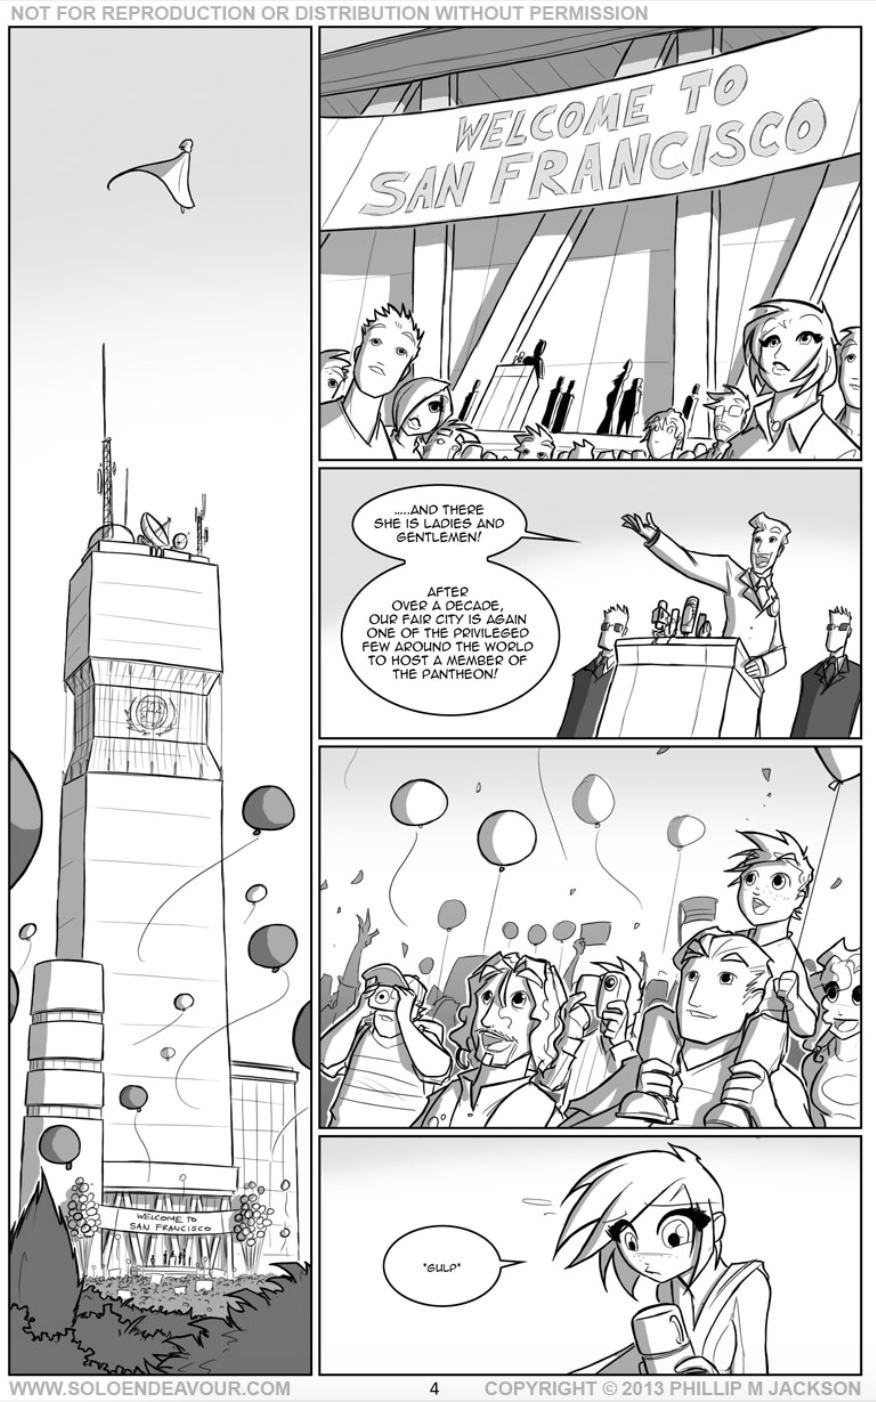 NOT FOR REPRODUCTION OR DISTRIBUTION WITHOUT PERMISSION
WELCOME TO
SAN FRANCISCO
WELCOME TO
SAN FRANCISCO
.....AND THERE
SHE IS LADIES AND
GENTLEMEN!
AFTER
OVER A DECADE,
OUR FAIR CITY IS AGAIN
ONE OF THE PRIVILEGED
FEW AROUND THE WORLD
TO HOST A MEMBER OF
THE PANTHEON!
*GULP*
WWW.SOLOENDEAVOUR.COM
4
COPYRIGHT © 2013 PHILLIP M JACKSON